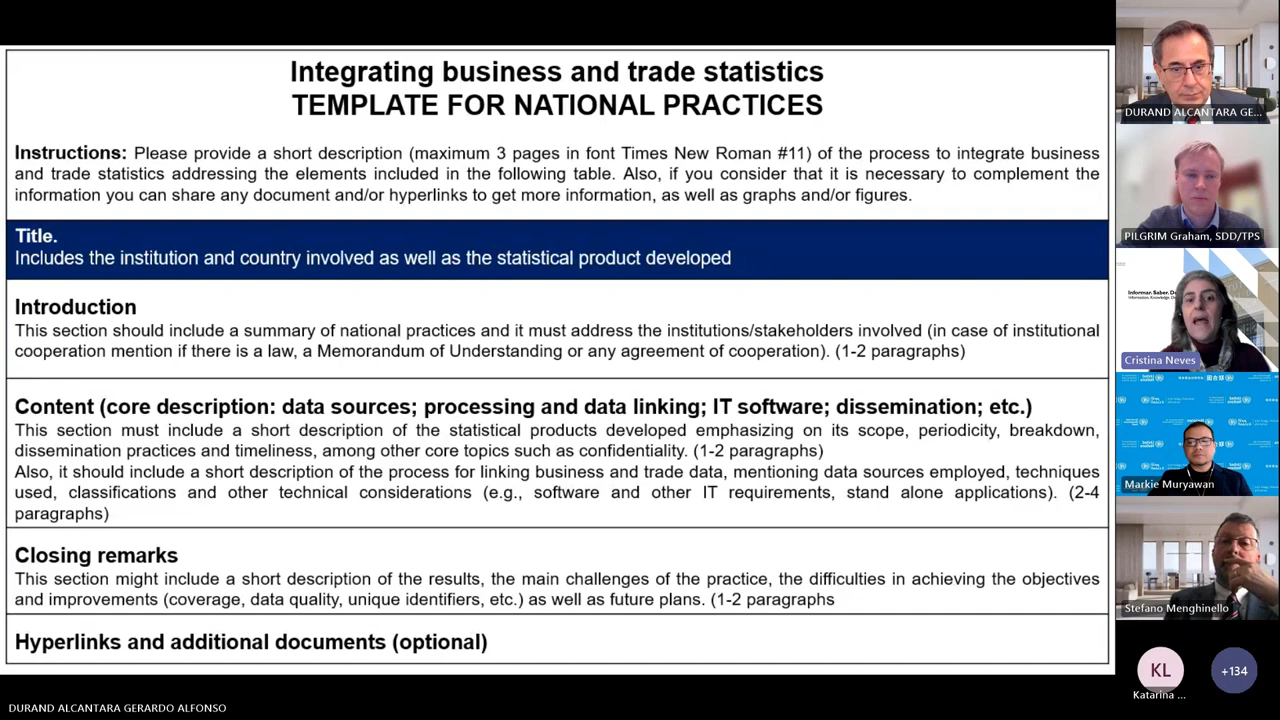 Integrating business and trade statistics
TEMPLATE FOR NATIONAL PRACTICES
Instructions: Please provide a short description (maximum 3 pages in font Times New Roman #11) of the process to integrate business
and trade statistics addressing the elements included in the following table. Also, if you consider that it is necessary to complement the
information you can share any document and/or hyperlinks to get more information, as well as graphs and/or figures.
Title.
Includes the institution and country involved as well as the statistical product developed
Introduction
This section should include a summary of national practices and it must address the institutions/stakeholders involved (in case of institutional
cooperation mention if there is a law, a Memorandum of Understanding or any agreement of cooperation). (1-2 paragraphs)
Content (core description: data sources; processing and data linking; IT software; dissemination; etc.)
This section must include a short description of the statistical products developed emphasizing on its scope, periodicity, breakdown,
dissemination practices and timeliness, among other core topics such as confidentiality. (1-2 paragraphs)
Also, it should include a short description of the process for linking business and trade data, mentioning data sources employed, techniques
used, classifications and other technical considerations (e.g., software and other IT requirements, stand alone applications). (2-4
paragraphs)
Closing remarks
This section might include a short description of the results, the main challenges of the practice, the difficulties in achieving the objectives
and improvements (coverage, data quality, unique identifiers, etc.) as well as future plans. (1-2 paragraphs
Hyperlinks and additional documents (optional)
DURAND ALCANTARA GERARDO ALFONSO
DURAND ALCANTARA GE...
PILGRIM Graham, SDD/TPS
Informar. Saber.
Cristina Neves
Markie Muryawan
Stefano Menghinello
KL
+134
Katarina ...